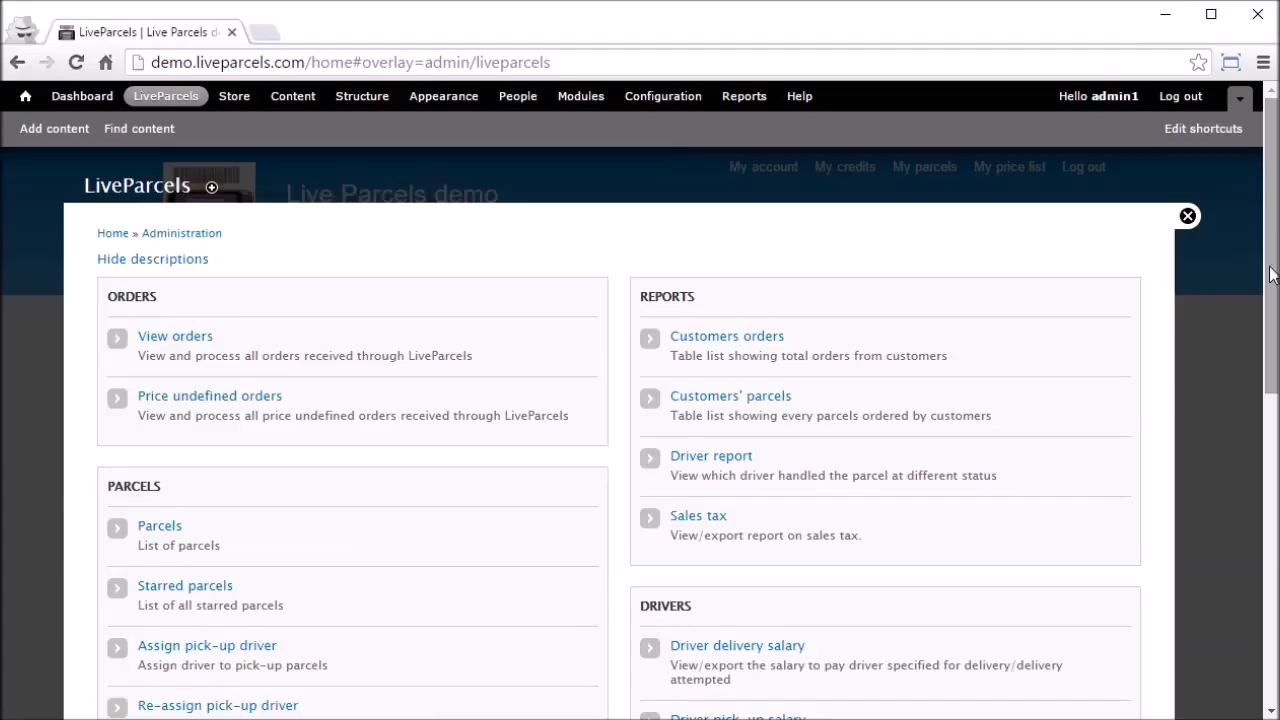 LiveParcels | Live Parcels d
demo.liveparcels.com/home#overlay=admin/liveparcels
Dashboard LiveParcels Store Content Structure Appearance People Modules Configuration Reports Help Hello admin1 Log out
Add content Find content Edit shortcuts
My account My credits My parcels My price list Log out
LiveParcels
Live Parcels demo
Home » Administration
Hide descriptions
ORDERS
View orders
View and process all orders received through LiveParcels
Price undefined orders
View and process all price undefined orders received through LiveParcels
PARCELS
Parcels
List of parcels
Starred parcels
List of all starred parcels
Assign pick-up driver
Assign driver to pick-up parcels
Re-assign pick-up driver
REPORTS
Customers orders
Table list showing total orders from customers
Customers' parcels
Table list showing every parcels ordered by customers
Driver report
View which driver handled the parcel at different status
Sales tax
View/export report on sales tax.
DRIVERS
Driver delivery salary
View/export the salary to pay driver specified for delivery/delivery
attempted
Driver pick-up salary